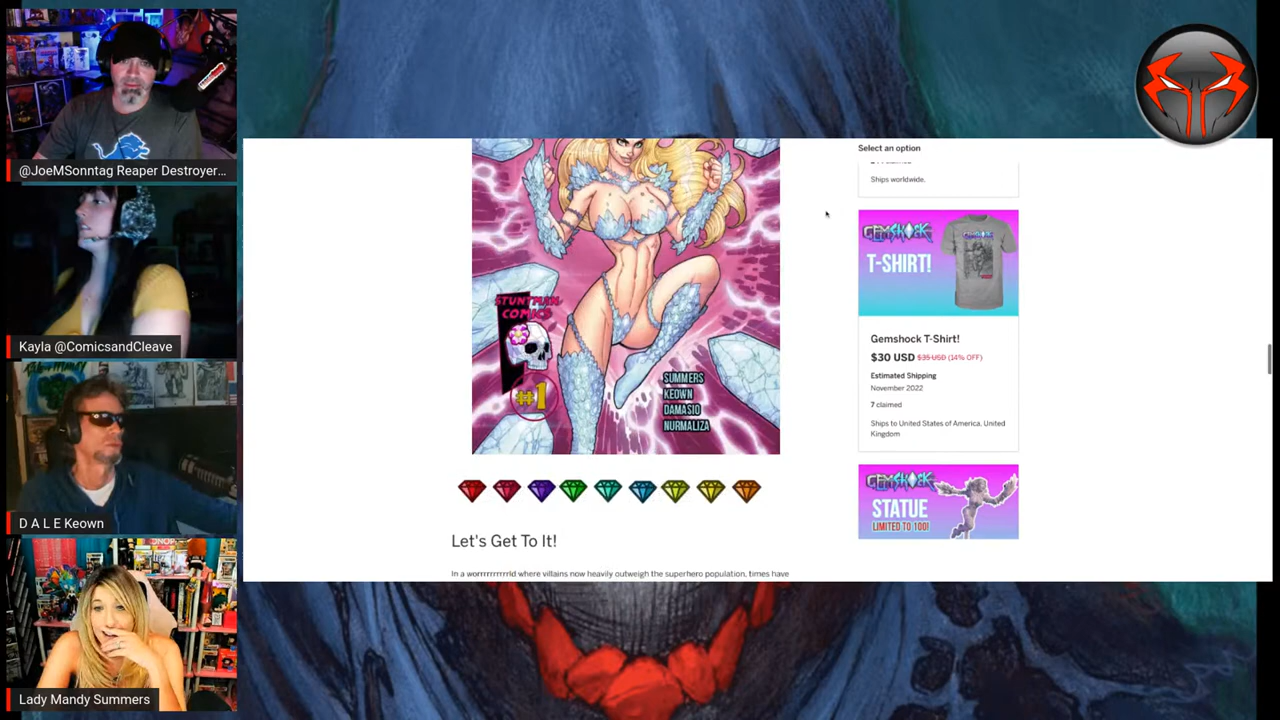 @JoeMSonntag Reaper Destroyer...
Kayla @ComicsandCleave
D A L E Keown
Lady Mandy Summers
STUNTMAN
COMICS
#1
SUMMERS
KEOWN
DAMASIO
NURMALIZA
Let's Get To It!
In a worrrrrrrrrld where villains now heavily outweigh the superhero population, times have
Select an option
Ships worldwide.
GEMSHOCK
T-SHIRT!
Gemshock T-Shirt!
$30 USD $35 USD (14% OFF)
Estimated Shipping
November 2022
7 claimed
Ships to United States of America, United
Kingdom
GEMSHOCK
STATUE
LIMITED TO 100!